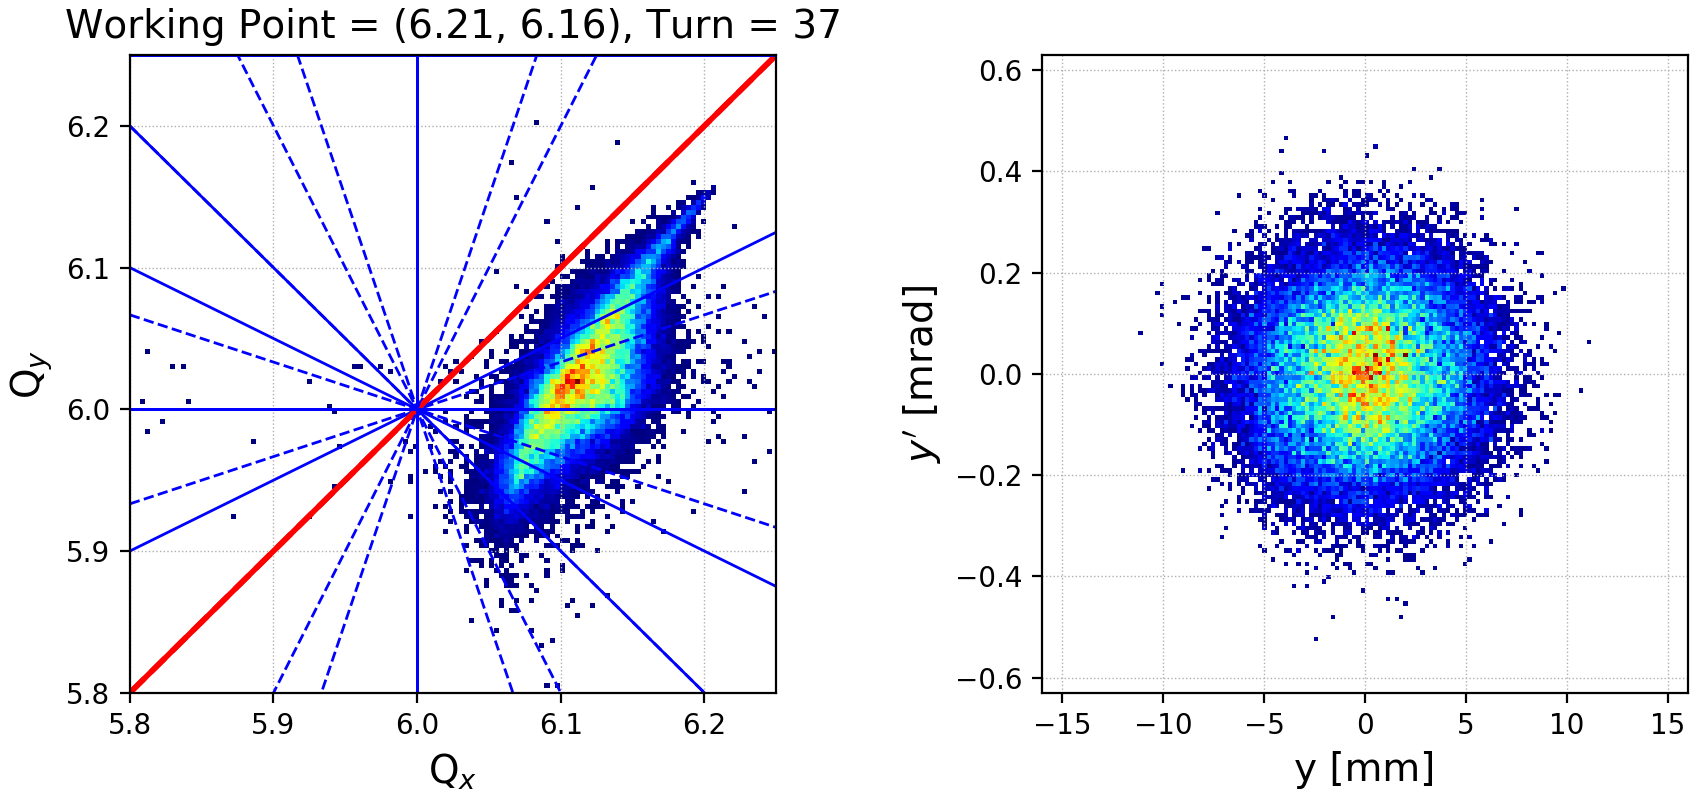 Working Point = (6.21, 6.16), Turn = 37
6.2
6.1
6.0
5.9
5.8
Q_y
5.8 5.9 6.0 6.1 6.2
Q_x
0.6
0.4
0.2
0.0
−0.2
−0.4
−0.6
y′ [mrad]
−15 −10 −5 0 5 10 15
y [mm]